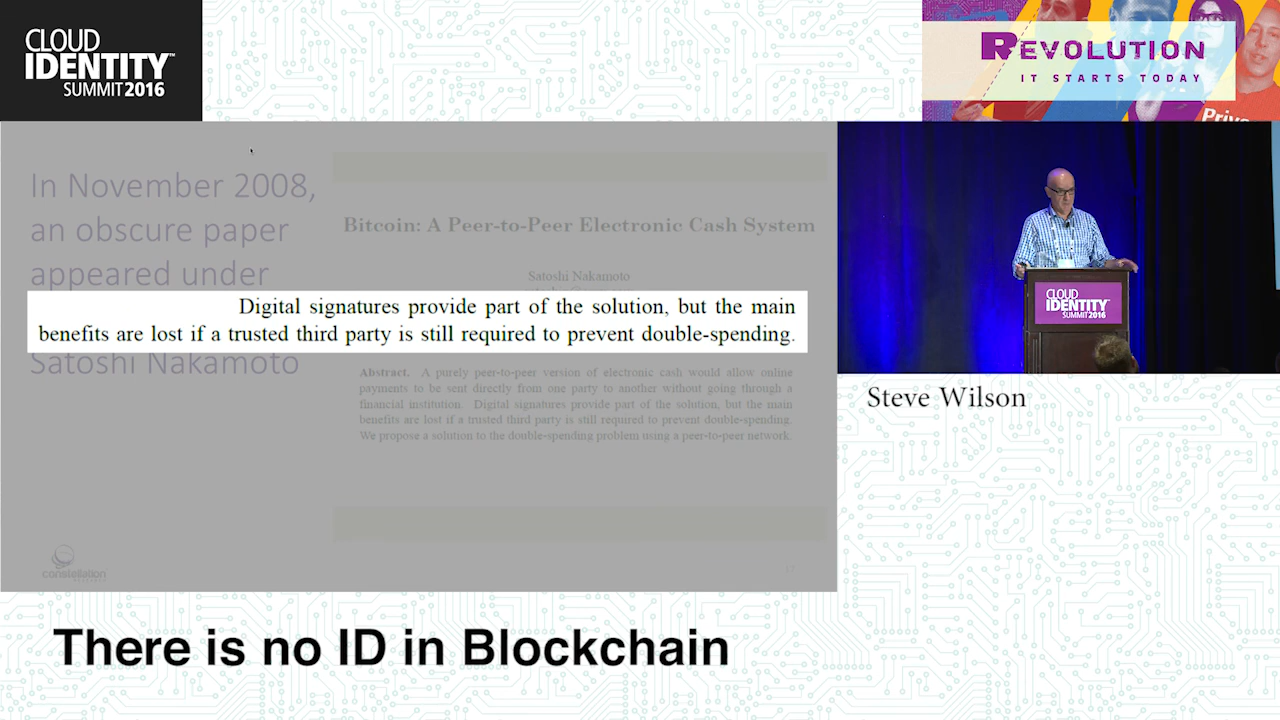 CLOUD
IDENTITY™
SUMMIT 2016
REVOLUTION
IT STARTS TODAY
In November 2008,
an obscure paper
appeared under
Satoshi Nakamoto
Bitcoin: A Peer-to-Peer Electronic Cash System
Satoshi Nakamoto
Digital signatures provide part of the solution, but the main
benefits are lost if a trusted third party is still required to prevent double-spending.
Abstract. A purely peer-to-peer version of electronic cash would allow online
payments to be sent directly from one party to another without going through a
financial institution. Digital signatures provide part of the solution, but the main
benefits are lost if a trusted third party is still required to prevent double-spending.
We propose a solution to the double-spending problem using a peer-to-peer network.
constellation
CLOUD
IDENTITY
SUMMIT 2016
Steve Wilson
There is no ID in Blockchain